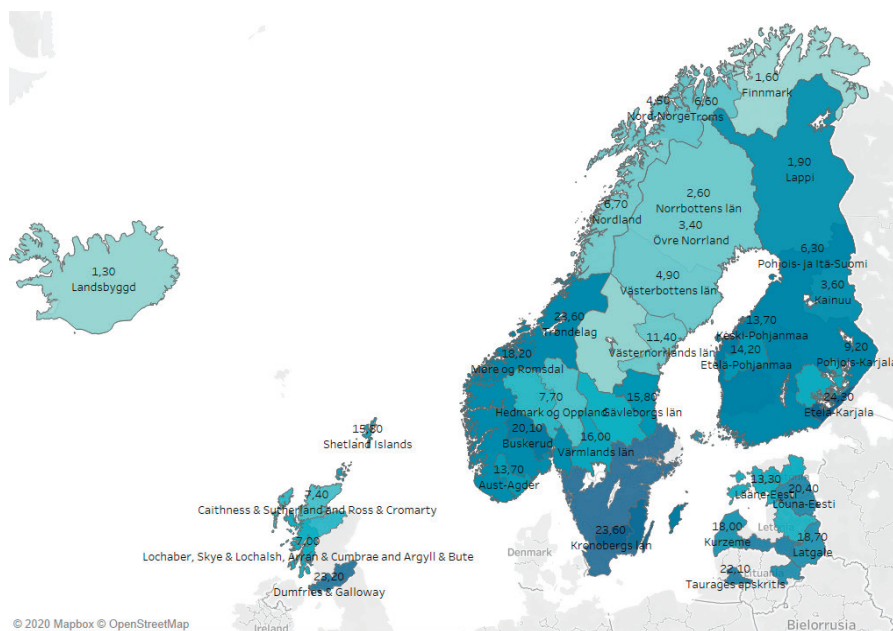 1,60
Finnmark
4,50
Nord-Norge
6,60
Troms
1,90
Lappi
2,60
Norrbottens län
6,70
Nordland
3,40
Övre Norrland
1,30
Landsbyggd
6,30
Pohjois- ja Itä-Suomi
4,90
Västerbottens län
3,60
Kainuu
23,60
Trøndelag
13,70
Keski-Pohjanmaa
11,40
Västernorrlands län
14,20
Etelä-Pohjanmaa
9,20
Pohjois-Karjala
18,20
Møre og Romsdal
7,70
Hedmark og Oppland
15,80
Gävleborgs län
24,30
Etelä-Karjala
15,80
Shetland Islands
20,10
Buskerud
16,00
Värmlands län
13,70
Aust-Agder
13,30
Lääne-Eesti
20,40
Lõuna-Eesti
7,40
Caithness & Sutherland and Ross & Cromarty
23,60
Kronobergs län
18,00
Kurzeme
18,70
Latgale
7,00
Lochaber, Skye & Lochalsh, Arran & Cumbrae and Argyll & Bute
Denmark
23,20
Dumfries & Galloway
22,10
Lituania
Taurages apskritis
© 2020 Mapbox © OpenStreetMap
Ireland
Bielorrusia